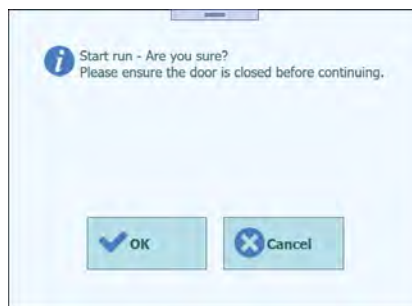 Start run - Are you sure?
Please ensure the door is closed before continuing.
OK
Cancel